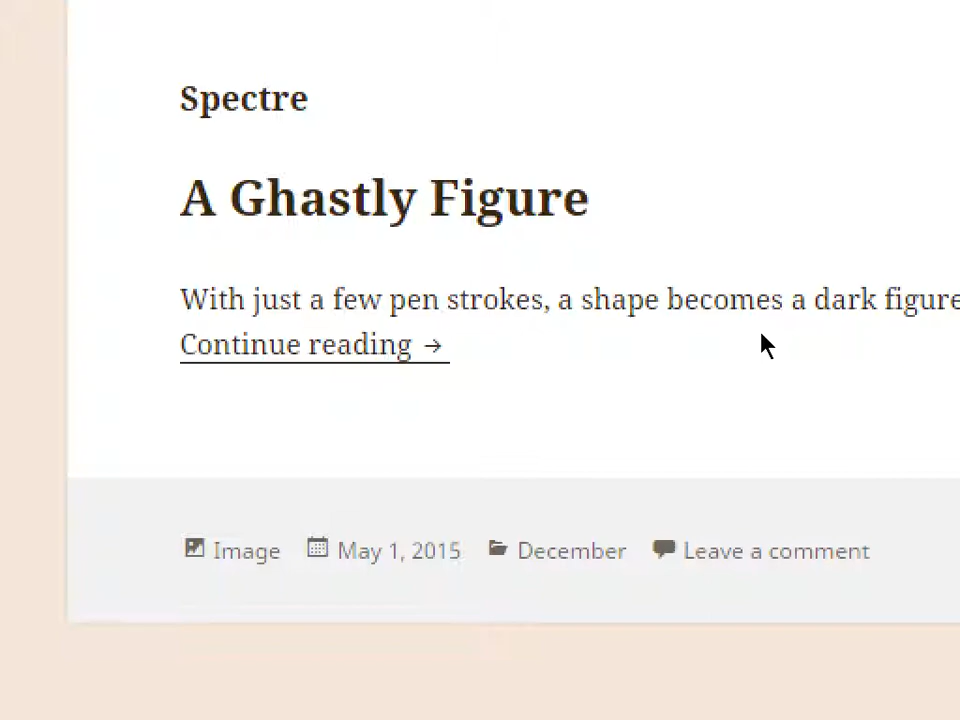 Spectre
A Ghastly Figure
With just a few pen strokes, a shape becomes a dark figure
Continue reading →
Image May 1, 2015 December Leave a comment